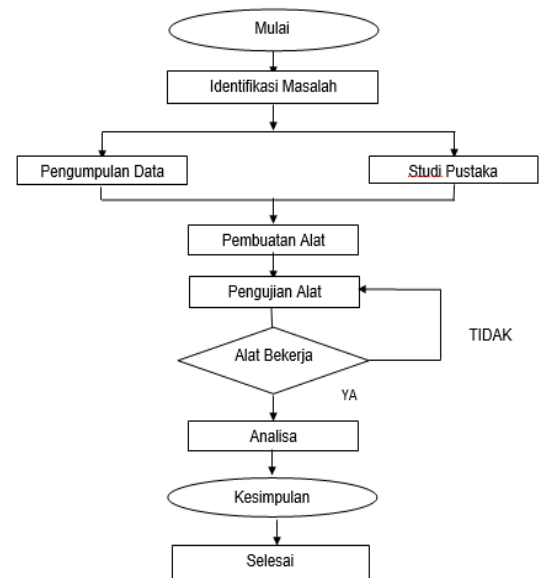 Mulai
Identifikasi Masalah
Pengumpulan Data
Studi Pustaka
Pembuatan Alat
Pengujian Alat
Alat Bekerja
TIDAK
YA
Analisa
Kesimpulan
Selesai